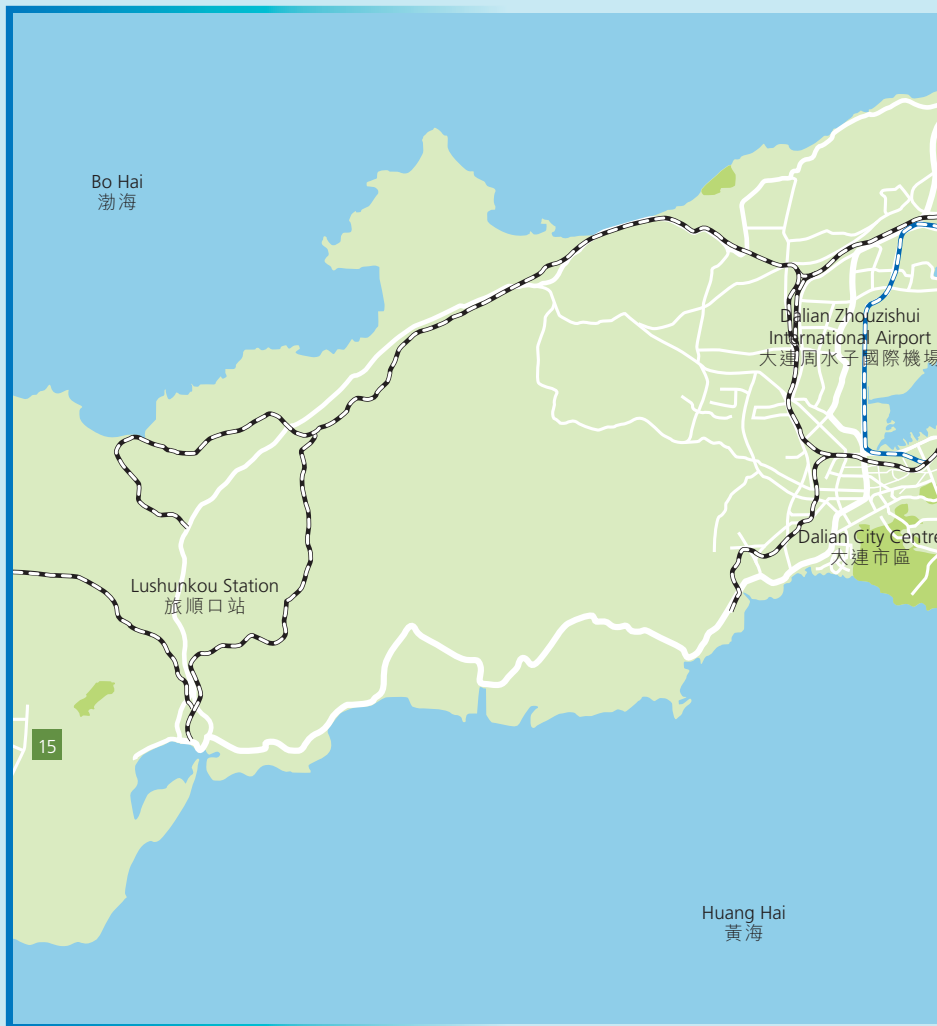 Bo Hai
渤海
Dalian Zhouzishui
International Airport
大連周水子國際機場
Dalian City Centre
大連市區
Lushunkou Station
旅順口站
15
Huang Hai
黃海